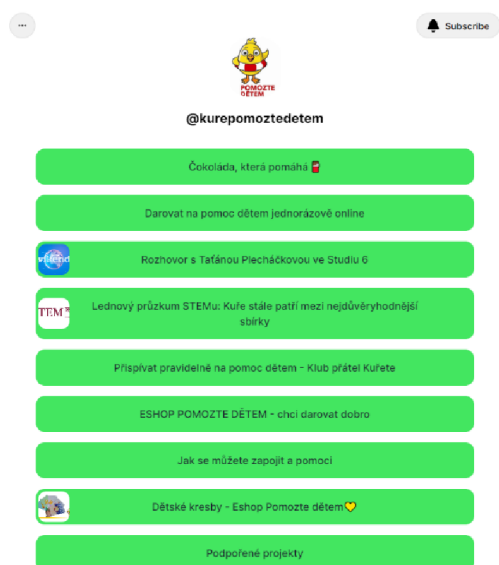 Subscribe
POMOZTE
DĚTEM
@kurepomoztedetem
Čokoláda, která pomáhá
Darovat na pomoc dětem jednorázově online
Rozhovor s Taťánou Plecháčkovou ve Studiu 6
TEM
Lednový průzkum STEMu: Kuře stále patří mezi nejdůvěryhodnější
sbírky
Přispívat pravidelně na pomoc dětem - Klub přátel Kuřete
ESHOP POMOZTE DĚTEM - chci darovat dobro
Jak se můžete zapojit a pomoci
Dětské kresby - Eshop Pomozte dětem💛
Podpořené projekty